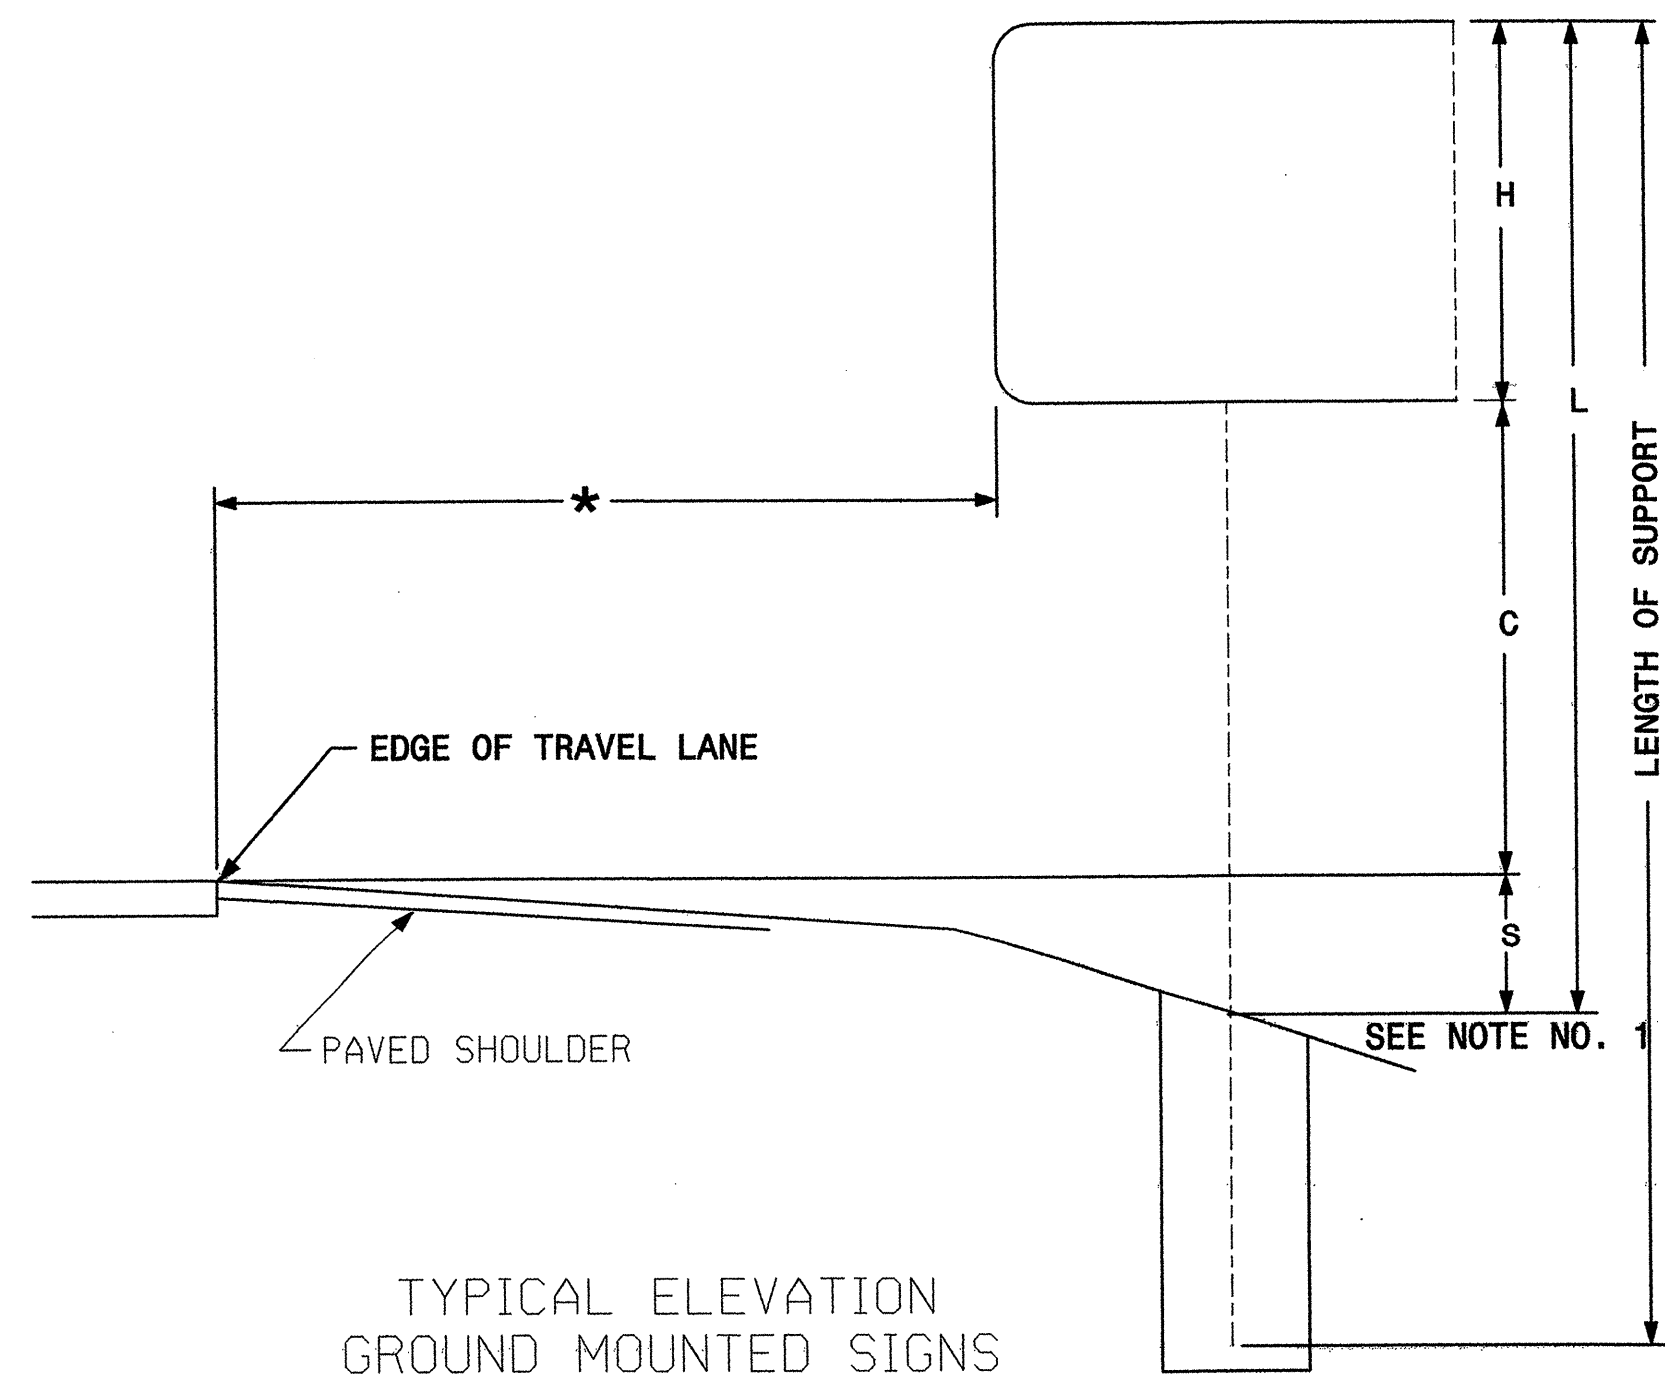 H
L
LENGTH OF SUPPORT
*
C
EDGE OF TRAVEL LANE
S
SEE NOTE NO. 1
PAVED SHOULDER
TYPICAL ELEVATION
GROUND MOUNTED SIGNS